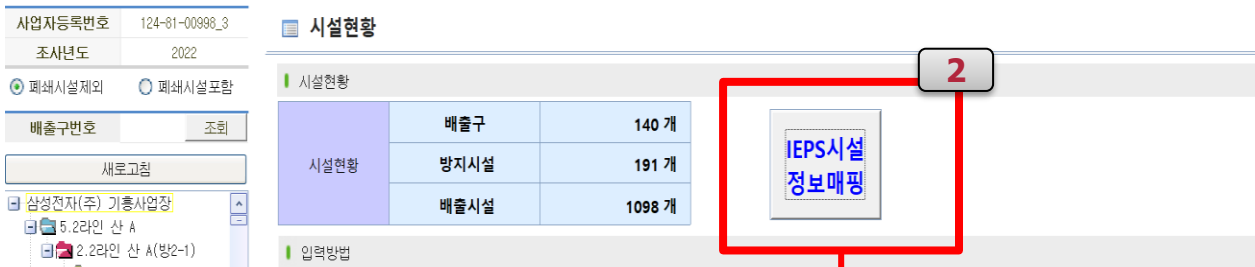 사업자등록번호 124-81-00998_3
조사년도 2022
폐쇄시설제외 폐쇄시설포함
배출구번호 조회
새로고침
삼성전자(주) 기흥사업장
5.2라인 산 A
2.2라인 산 A(방2-1)
시설현황
시설현황
2
시설현황
배출구 140 개
방지시설 191 개
배출시설 1098 개
IEPS시설
정보매핑
입력방법